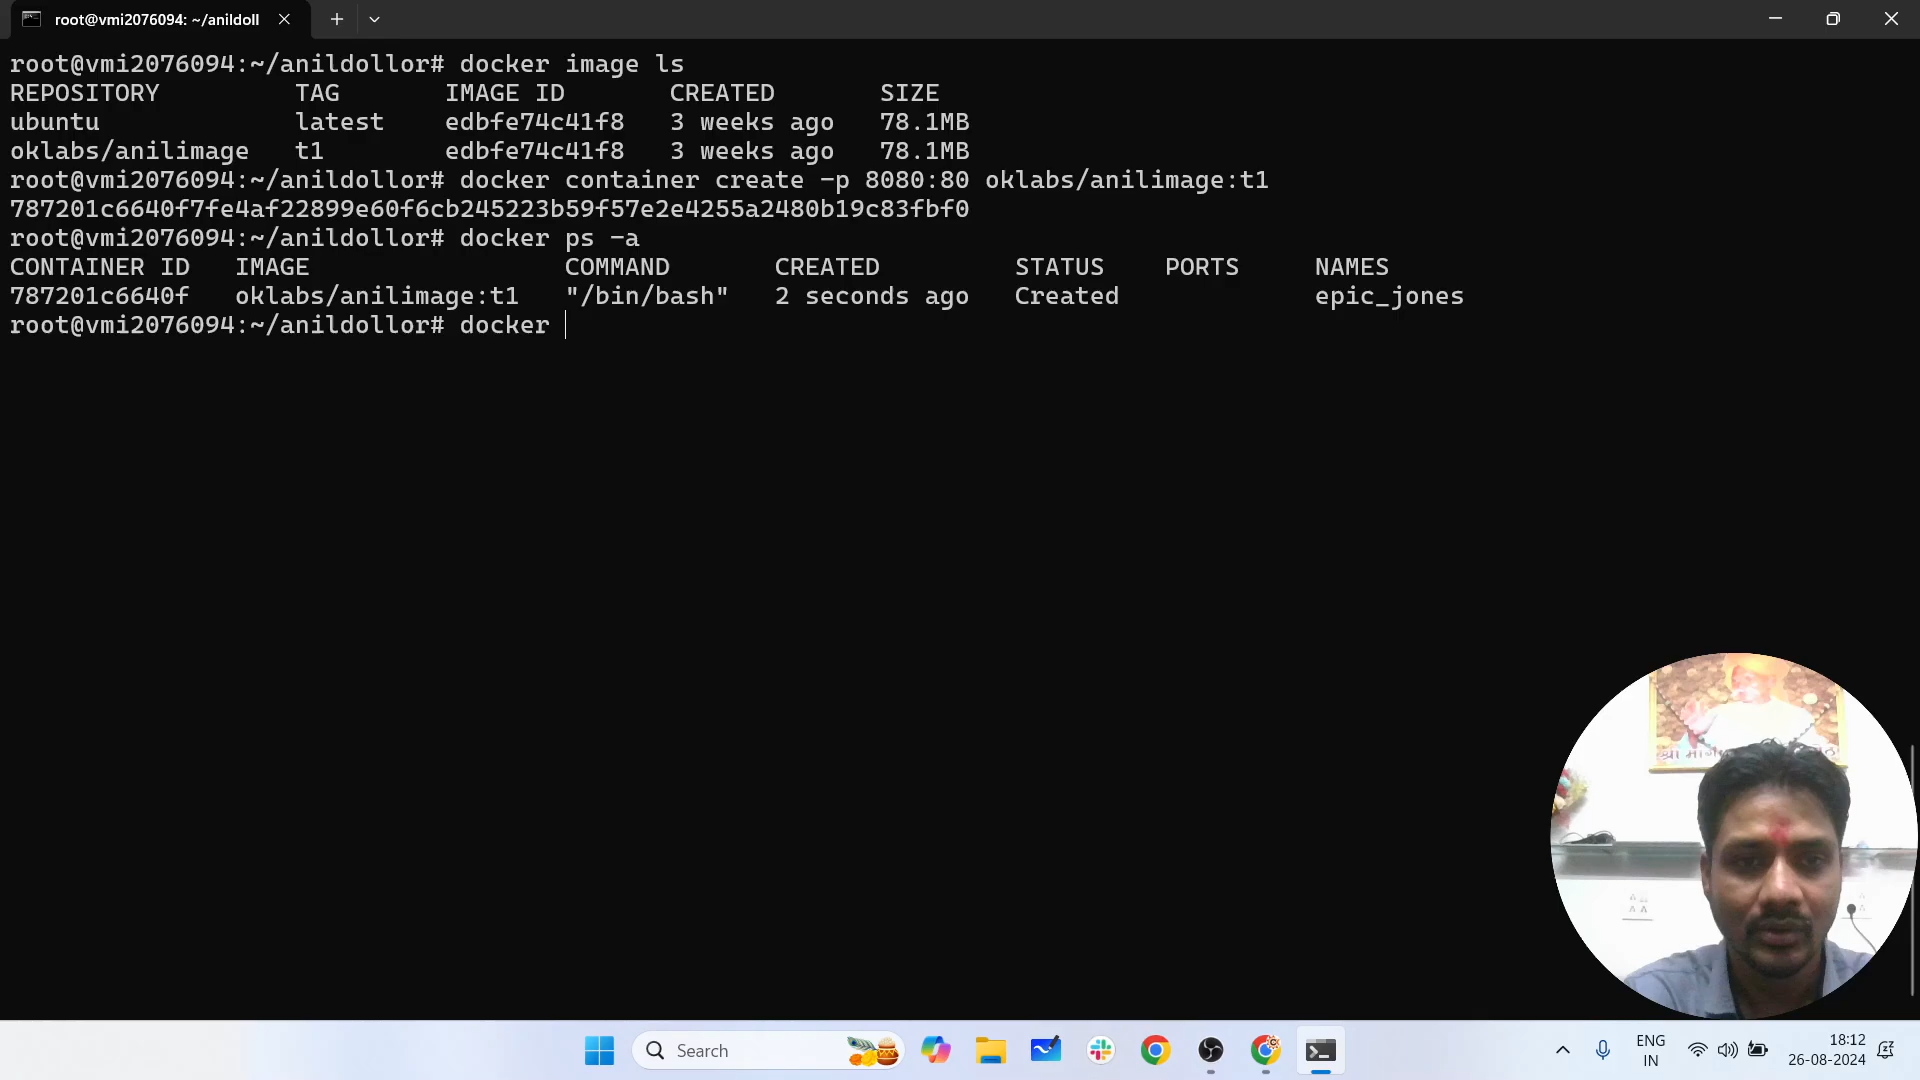 root@vmi2076094: ~/anildoll
root@vmi2076094:~/anildollor# docker image ls
REPOSITORY TAG IMAGE ID CREATED SIZE
ubuntu latest edbfe74c41f8 3 weeks ago 78.1MB
oklabs/anilimage t1 edbfe74c41f8 3 weeks ago 78.1MB
root@vmi2076094:~/anildollor# docker container create -p 8080:80 oklabs/anilimage:t1
787201c6640f7fe4af22899e60f6cb245223b59f57e2e4255a2480b19c83fbf0
root@vmi2076094:~/anildollor# docker ps -a
CONTAINER ID IMAGE COMMAND CREATED STATUS PORTS NAMES
787201c6640f oklabs/anilimage:t1 "/bin/bash" 2 seconds ago Created epic_jones
root@vmi2076094:~/anildollor# docker
Search
ENG
IN
18:12
26-08-2024